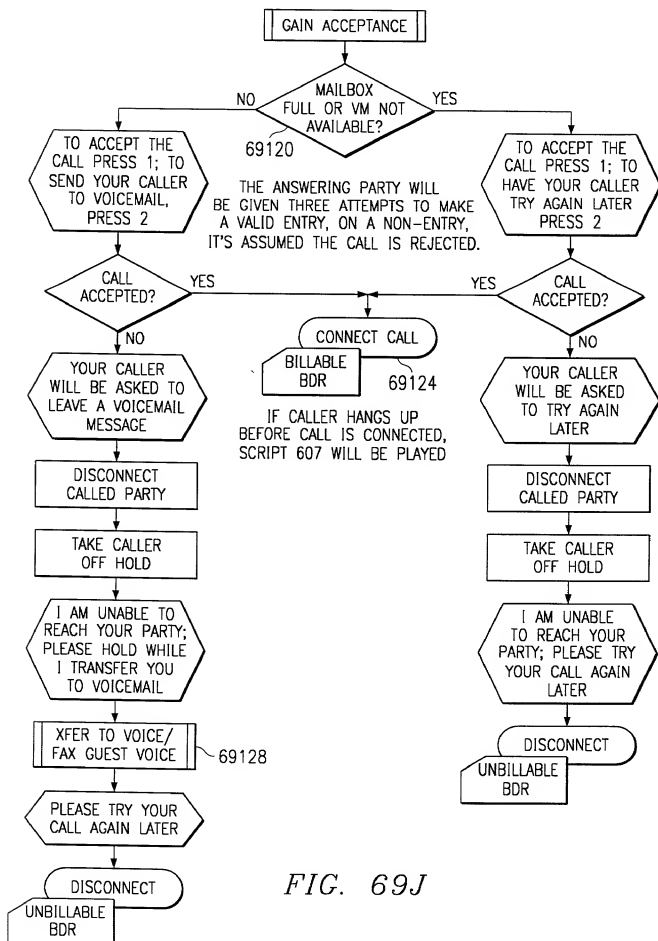 GAIN ACCEPTANCE
MAILBOX
FULL OR VM NOT
AVAILABLE?
NO
YES
69120
TO ACCEPT THE
CALL PRESS 1; TO
SEND YOUR CALLER
TO VOICEMAIL,
PRESS 2
TO ACCEPT THE
CALL PRESS 1; TO
HAVE YOUR CALLER
TRY AGAIN LATER
PRESS 2
THE ANSWERING PARTY WILL
BE GIVEN THREE ATTEMPTS TO MAKE
A VALID ENTRY, ON A NON-ENTRY,
IT'S ASSUMED THE CALL IS REJECTED.
CALL
ACCEPTED?
YES
YES
CALL
ACCEPTED?
NO
NO
CONNECT CALL
BILLABLE
BDR
69124
YOUR CALLER
WILL BE ASKED TO
LEAVE A VOICEMAIL
MESSAGE
YOUR CALLER
WILL BE ASKED
TO TRY AGAIN
LATER
IF CALLER HANGS UP
BEFORE CALL IS CONNECTED,
SCRIPT 607 WILL BE PLAYED
DISCONNECT
CALLED PARTY
DISCONNECT
CALLED PARTY
TAKE CALLER
OFF HOLD
TAKE CALLER
OFF HOLD
I AM UNABLE TO
REACH YOUR PARTY;
PLEASE HOLD WHILE
I TRANSFER YOU
TO VOICEMAIL
I AM UNABLE
TO REACH YOUR
PARTY; PLEASE TRY
YOUR CALL AGAIN
LATER
XFER TO VOICE/
FAX GUEST VOICE
69128
DISCONNECT
UNBILLABLE
BDR
PLEASE TRY YOUR
CALL AGAIN LATER
DISCONNECT
UNBILLABLE
BDR
FIG. 69J